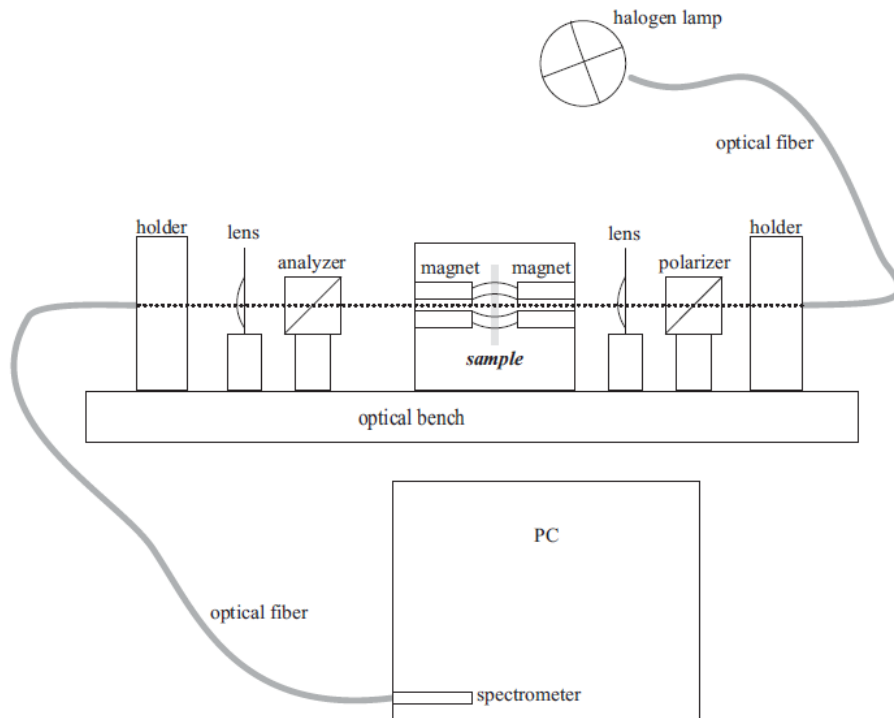 halogen lamp
optical fiber
holder
lens
analyzer
magnet
magnet
lens
polarizer
holder
sample
optical bench
PC
optical fiber
spectrometer